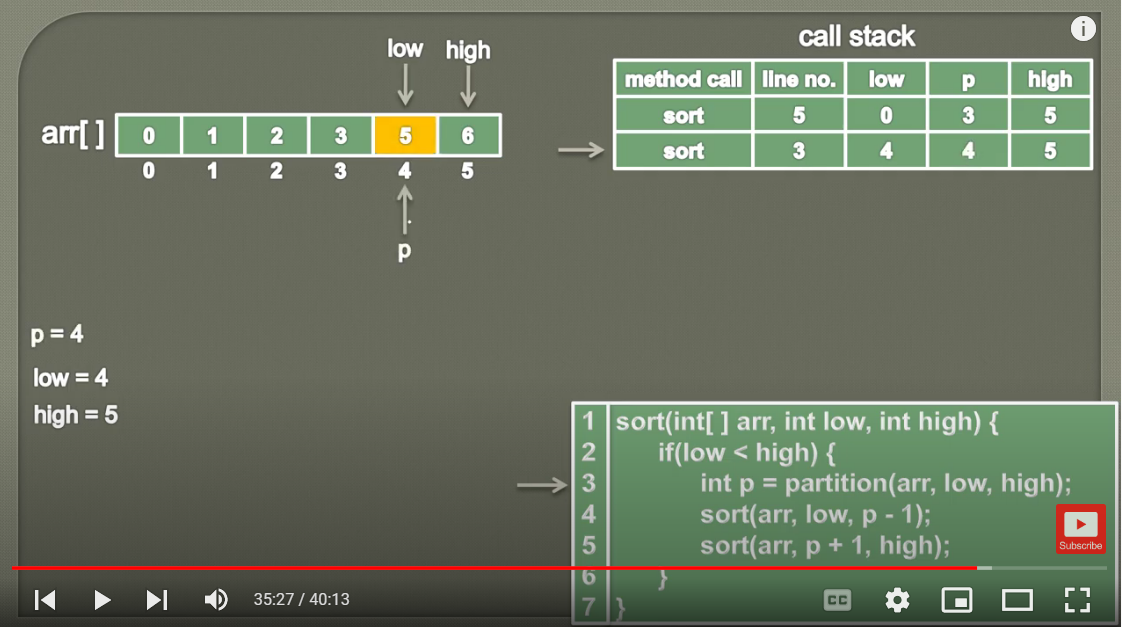 call stack
low high
method call line no. low p high
sort 5 0 3 5
sort 3 4 4 5
arr[ ] 0 1 2 3 5 6
0 1 2 3 4 5
p
p = 4
low = 4
high = 5
1 sort(int[ ] arr, int low, int high) {
2 if(low < high) {
3 int p = partition(arr, low, high);
4 sort(arr, low, p - 1);
5 sort(arr, p + 1, high);
6 }
7 }
Subscribe
35:27 / 40:13
CC
i